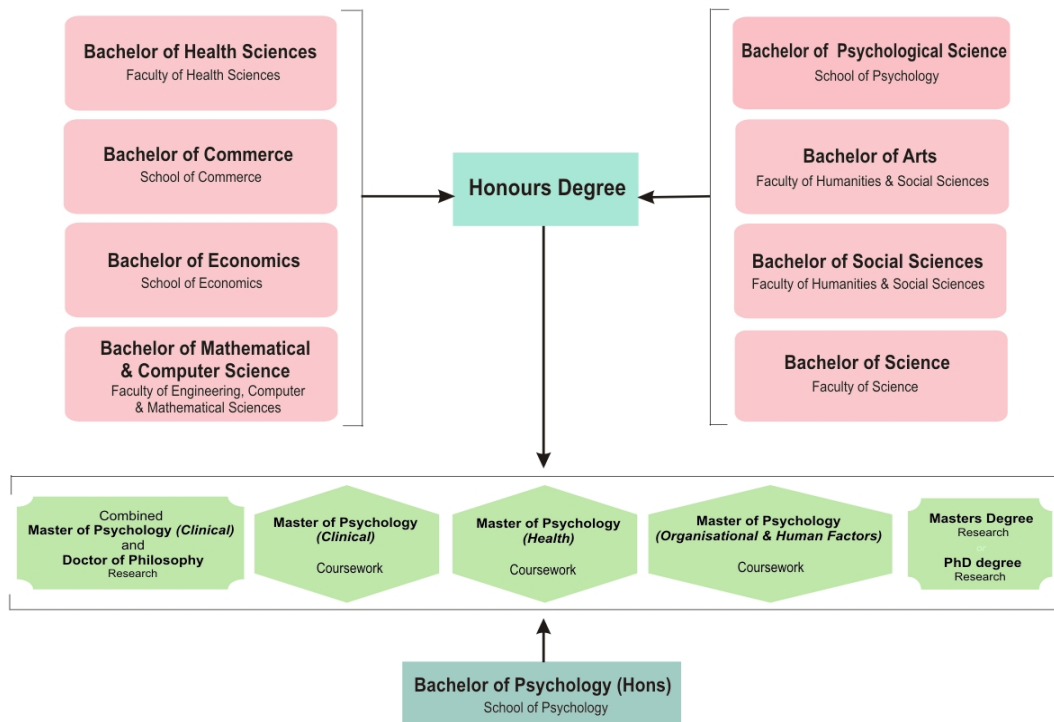 Bachelor of Health Sciences
Faculty of Health Sciences
Bachelor of Commerce
School of Commerce
Bachelor of Economics
School of Economics
Bachelor of Mathematical
& Computer Science
Faculty of Engineering, Computer
& Mathematical Sciences
Honours Degree
Bachelor of Psychological Science
School of Psychology
Bachelor of Arts
Faculty of Humanities & Social Sciences
Bachelor of Social Sciences
Faculty of Humanities & Social Sciences
Bachelor of Science
Faculty of Science
Combined
Master of Psychology (Clinical)
and
Doctor of Philosophy
Research
Master of Psychology
(Clinical)
Coursework
Master of Psychology
(Health)
Coursework
Master of Psychology
(Organisational & Human Factors)
Coursework
Masters Degree
Research
or
PhD degree
Research
Bachelor of Psychology (Hons)
School of Psychology